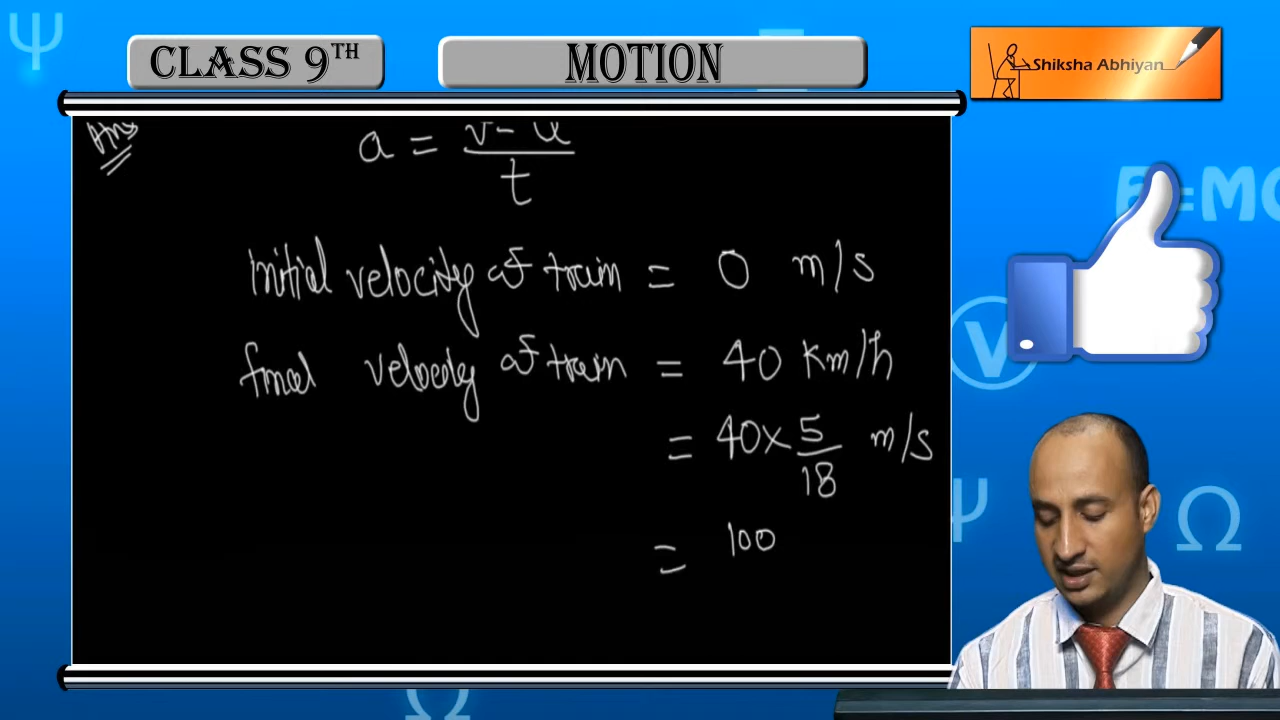 CLASS 9TH
MOTION
Shiksha Abhiyan
Ans
a = v - u / t
Initial velocity of train = 0 m/s
final velocity of train = 40 Km/h
= 40 × 5/18 m/s
= 100
Ψ
E=MC
V
Ψ
Ω
Ω